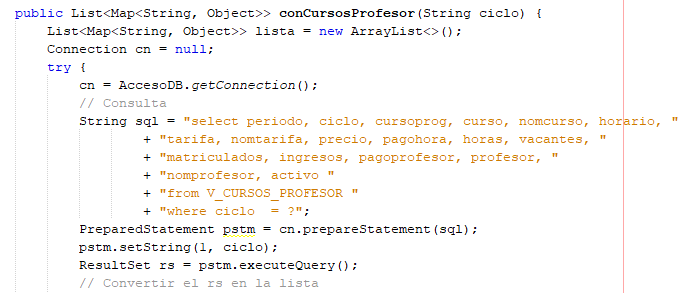 public List<Map<String, Object>> conCursosProfesor(String ciclo) {
List<Map<String, Object>> lista = new ArrayList<>();
Connection cn = null;
try {
cn = AccesoDB.getConnection();
// Consulta
String sql = "select periodo, ciclo, cursoprog, curso, nomcurso, horario, "
+ "tarifa, nomtarifa, precio, pagohora, horas, vacantes, "
+ "matriculados, ingresos, pagoprofesor, profesor, "
+ "nomprofesor, activo "
+ "from V_CURSOS_PROFESOR "
+ "where ciclo  = ?";
PreparedStatement pstm = cn.prepareStatement(sql);
pstm.setString(1, ciclo);
ResultSet rs = pstm.executeQuery();
// Convertir el rs en la lista